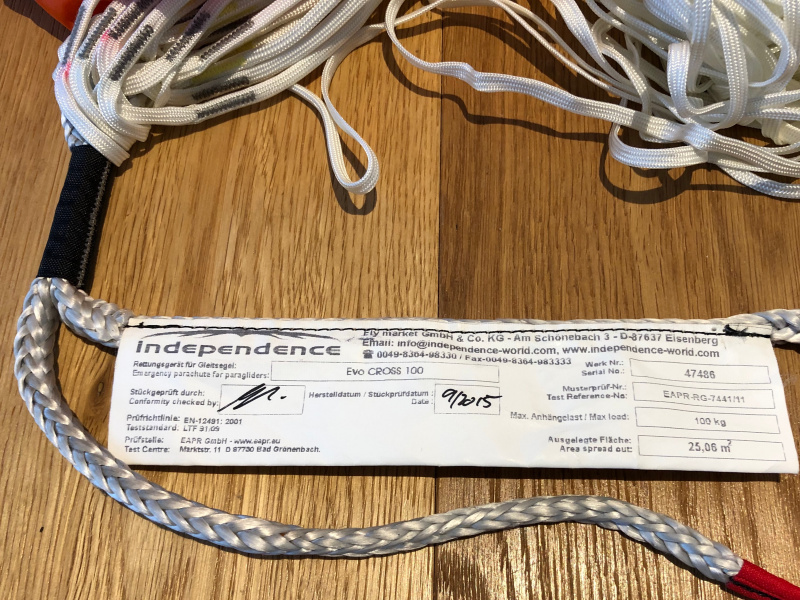 Fly market GmbH & Co. KG - Am Schönebach 3 - D-87637 Eisenberg
independence
Email: info@independence-world.com, www.independence-world.com
☎ 0049-8364-98330 / Fax-0049-8364-983333
Rettungsgerät für Gleitsegel:
Emergency parachute for paragliders:
Evo CROSS 100
Werk Nr.:
Serial No.:
47486
Stückgeprüft durch:
Conformity checked by:
Herstelldatum / Stückprüfdatum:
Date:
9/2015
Musterprüf-Nr.:
Test Reference-No:
EAPR-RG-7441/11
Max. Anhängelast / Max load:
100 kg
Prüfrichtlinie: EN-12491: 2001
Teststandard: LTF 91/09
Prüfstelle: EAPR GmbH - www.eapr.eu
Test Centre: Marktstr. 11 D 87730 Bad Grönenbach
Ausgelegte Fläche:
Area spread out:
25,06 m²